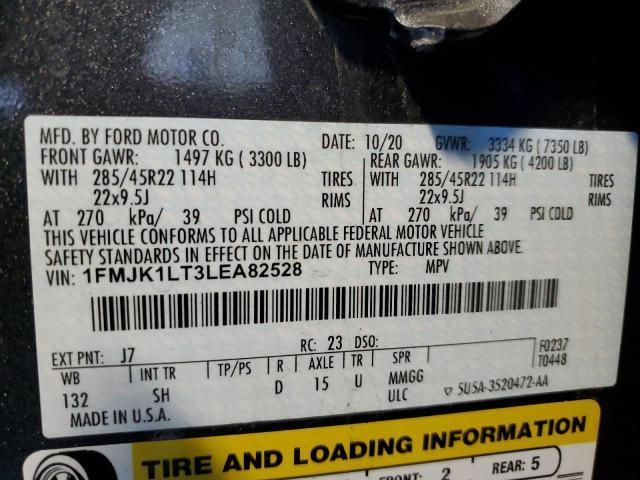 MFD. BY FORD MOTOR CO. DATE: 10/20 GVWR: 3334 KG ( 7350 LB)
FRONT GAWR: 1497 KG ( 3300 LB) REAR GAWR: 1905 KG ( 4200 LB)
WITH 285/45R22 114H TIRES WITH 285/45R22 114H TIRES
22x9.5J RIMS 22x9.5J RIMS
AT 270 kPa/ 39 PSI COLD AT 270 kPa/ 39 PSI COLD
THIS VEHICLE CONFORMS TO ALL APPLICABLE FEDERAL MOTOR VEHICLE
SAFETY STANDARDS IN EFFECT ON THE DATE OF MANUFACTURE SHOWN ABOVE.
VIN: 1FMJK1LT3LEA82528 TYPE: MPV
EXT PNT: J7 RC: 23 DSO: F0237
WB INT TR TP/PS R AXLE TR SPR T0448
132 SH D 15 U MMGG
ULC ▽ 5U5A-3520472-AA
MADE IN U.S.A.
TIRE AND LOADING INFORMATION
FRONT: 2 REAR: 5